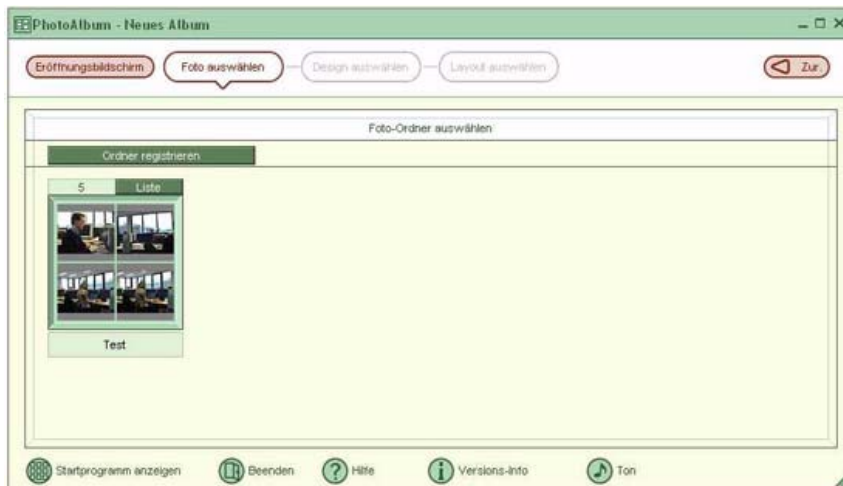 PhotoAlbum - Neues Album
Eröffnungsbildschirm
Foto auswählen
Design auswählen
Layout auswählen
Zur.
Foto-Ordner auswählen
Ordner registrieren
5
Liste
Test
Startprogramm anzeigen
Beenden
Hilfe
Versions-Info
Ton